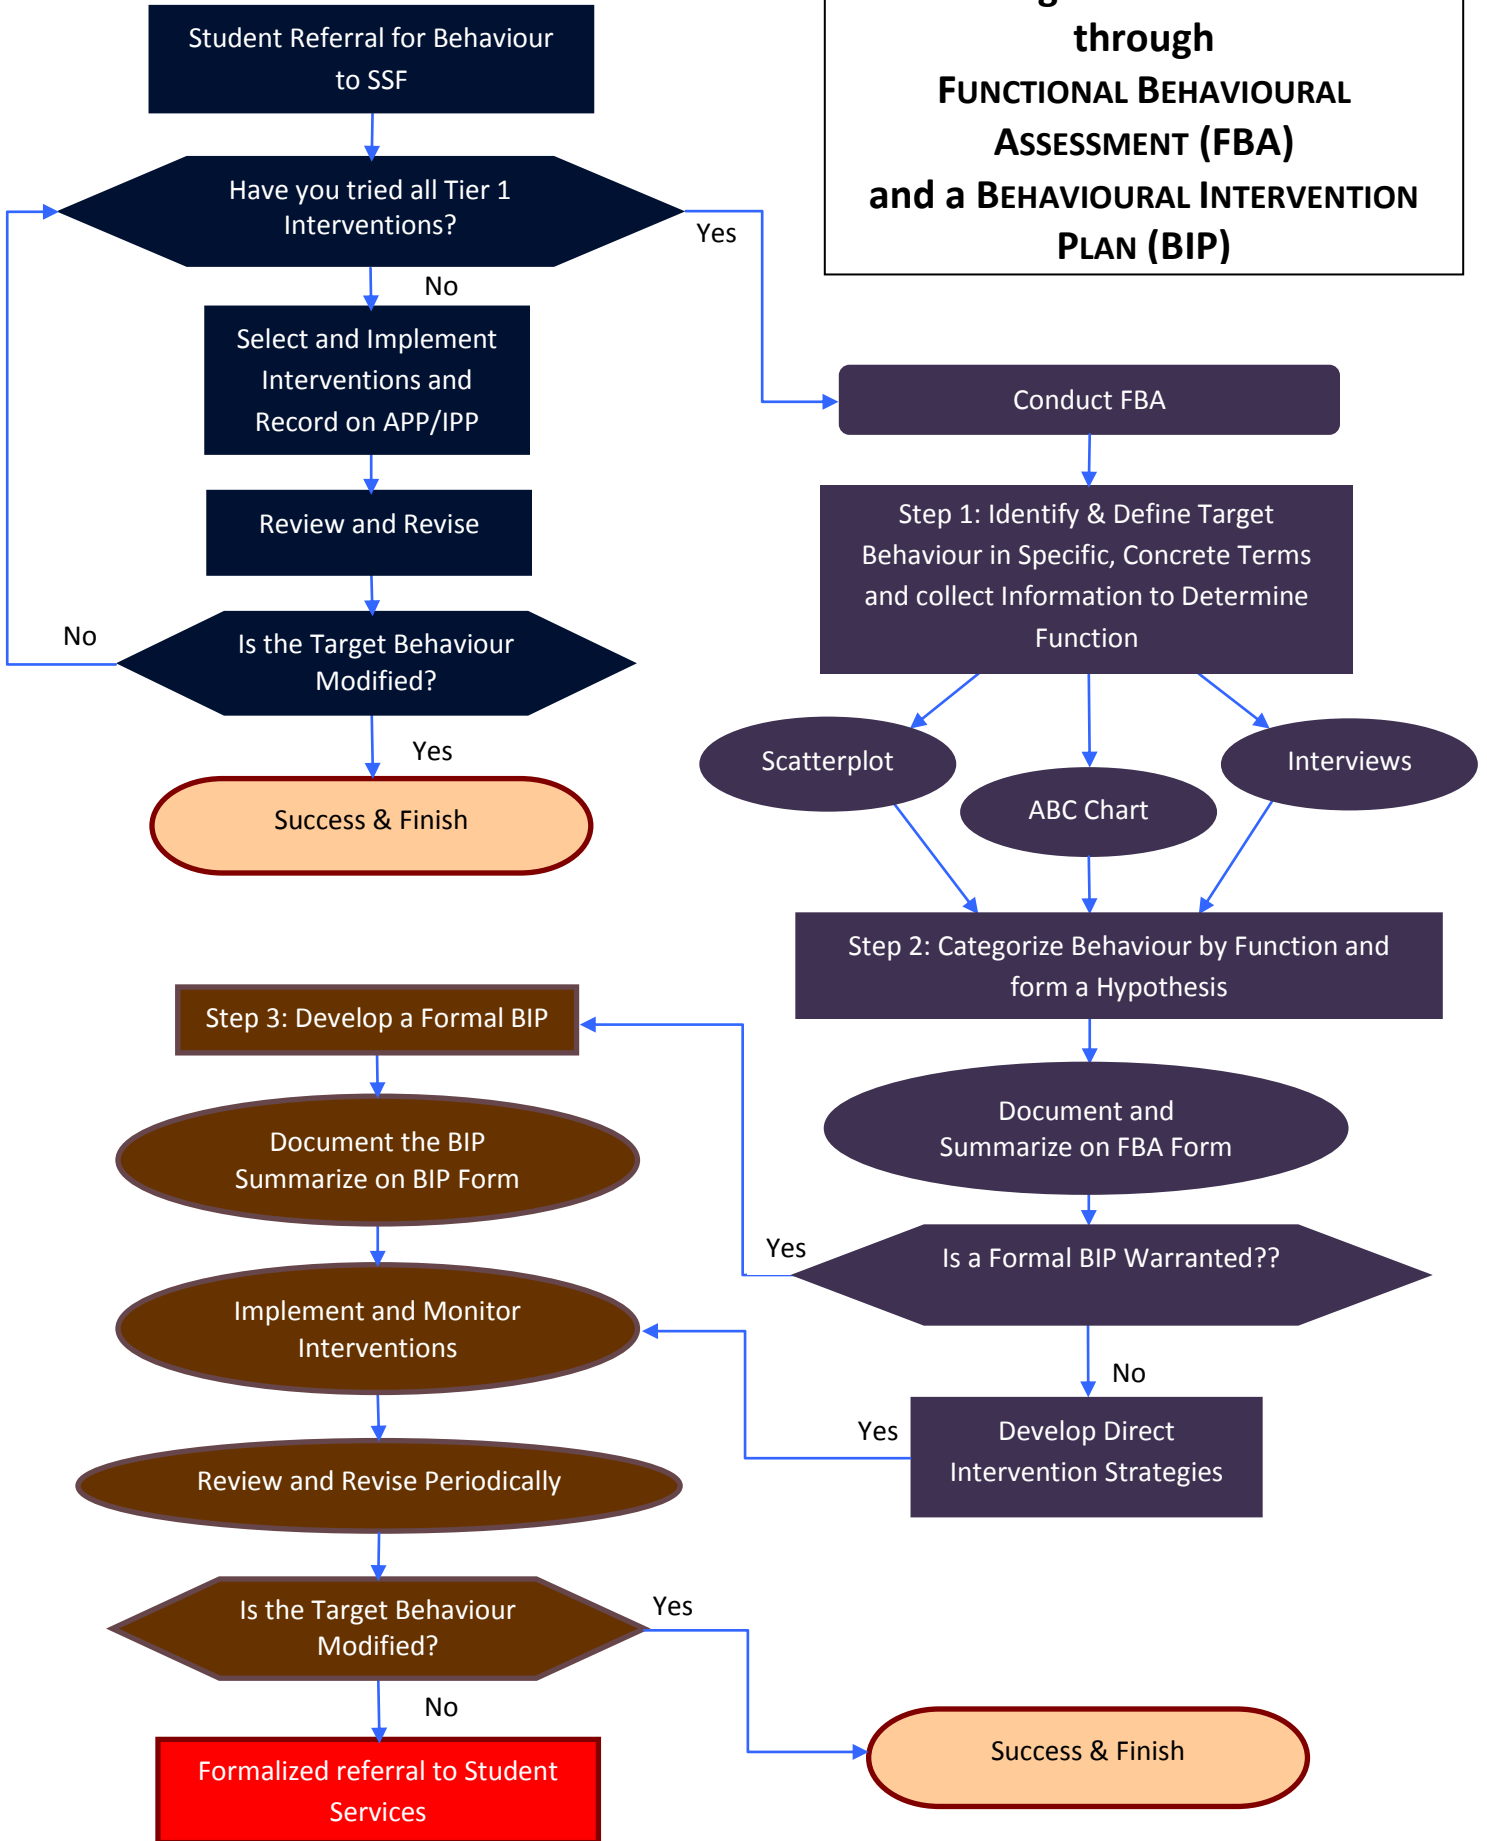 through
FUNCTIONAL BEHAVIOURAL
ASSESSMENT (FBA)
and a BEHAVIOURAL INTERVENTION
PLAN (BIP)
Student Referral for Behaviour
to SSF
Have you tried all Tier 1
Interventions?
Yes
No
Select and Implement
Interventions and
Record on APP/IPP
Review and Revise
Is the Target Behaviour
Modified?
No
Yes
Success & Finish
Conduct FBA
Step 1: Identify & Define Target
Behaviour in Specific, Concrete Terms
and collect Information to Determine
Function
Scatterplot
ABC Chart
Interviews
Step 2: Categorize Behaviour by Function and
form a Hypothesis
Document and
Summarize on FBA Form
Is a Formal BIP Warranted??
Yes
No
Develop Direct
Intervention Strategies
Yes
Step 3: Develop a Formal BIP
Document the BIP
Summarize on BIP Form
Implement and Monitor
Interventions
Review and Revise Periodically
Is the Target Behaviour
Modified?
Yes
No
Formalized referral to Student
Services
Success & Finish